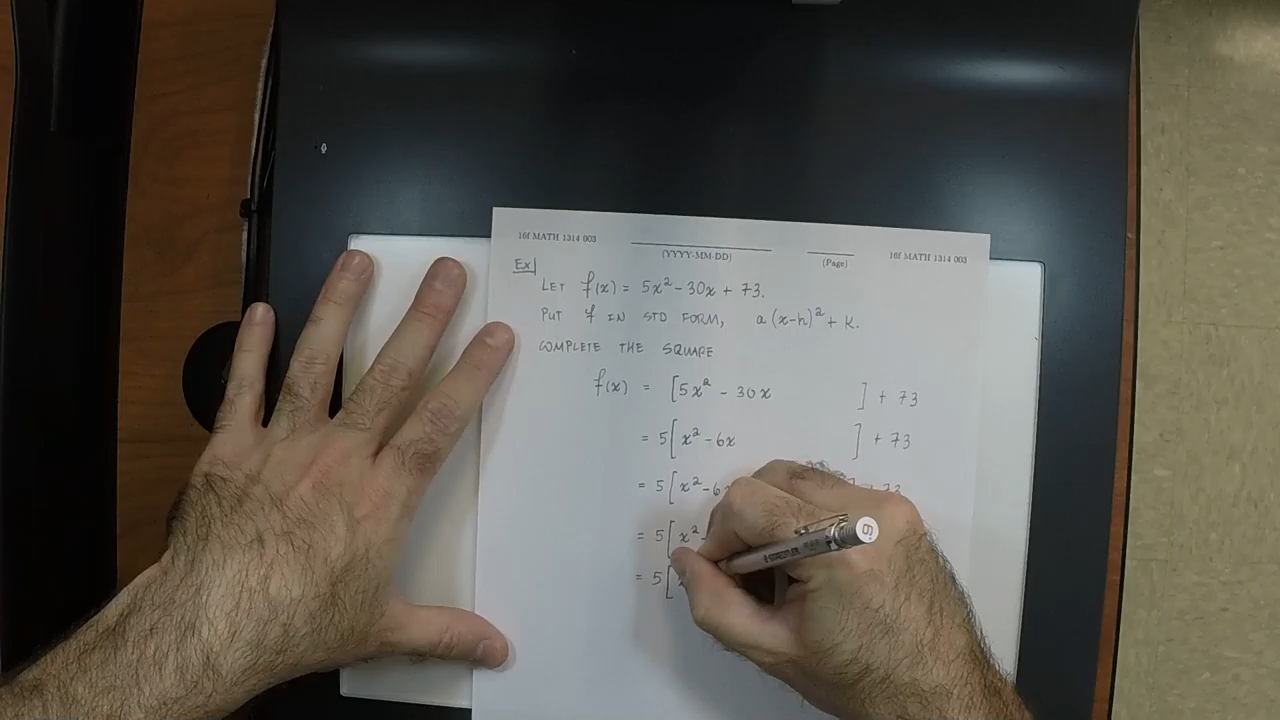 16f MATH 1314 003 (YYYY-MM-DD) (Page) 16f MATH 1314 003
Ex
LET f(x) = 5x² - 30x + 73.
PUT f IN STD FORM, a(x-h)² + k.
COMPLETE THE SQUARE
f(x) = [5x² - 30x ] + 73
= 5[x² - 6x ] + 73
= 5[x² - 6x
= 5[x² -
= 5[
STAEDTLER